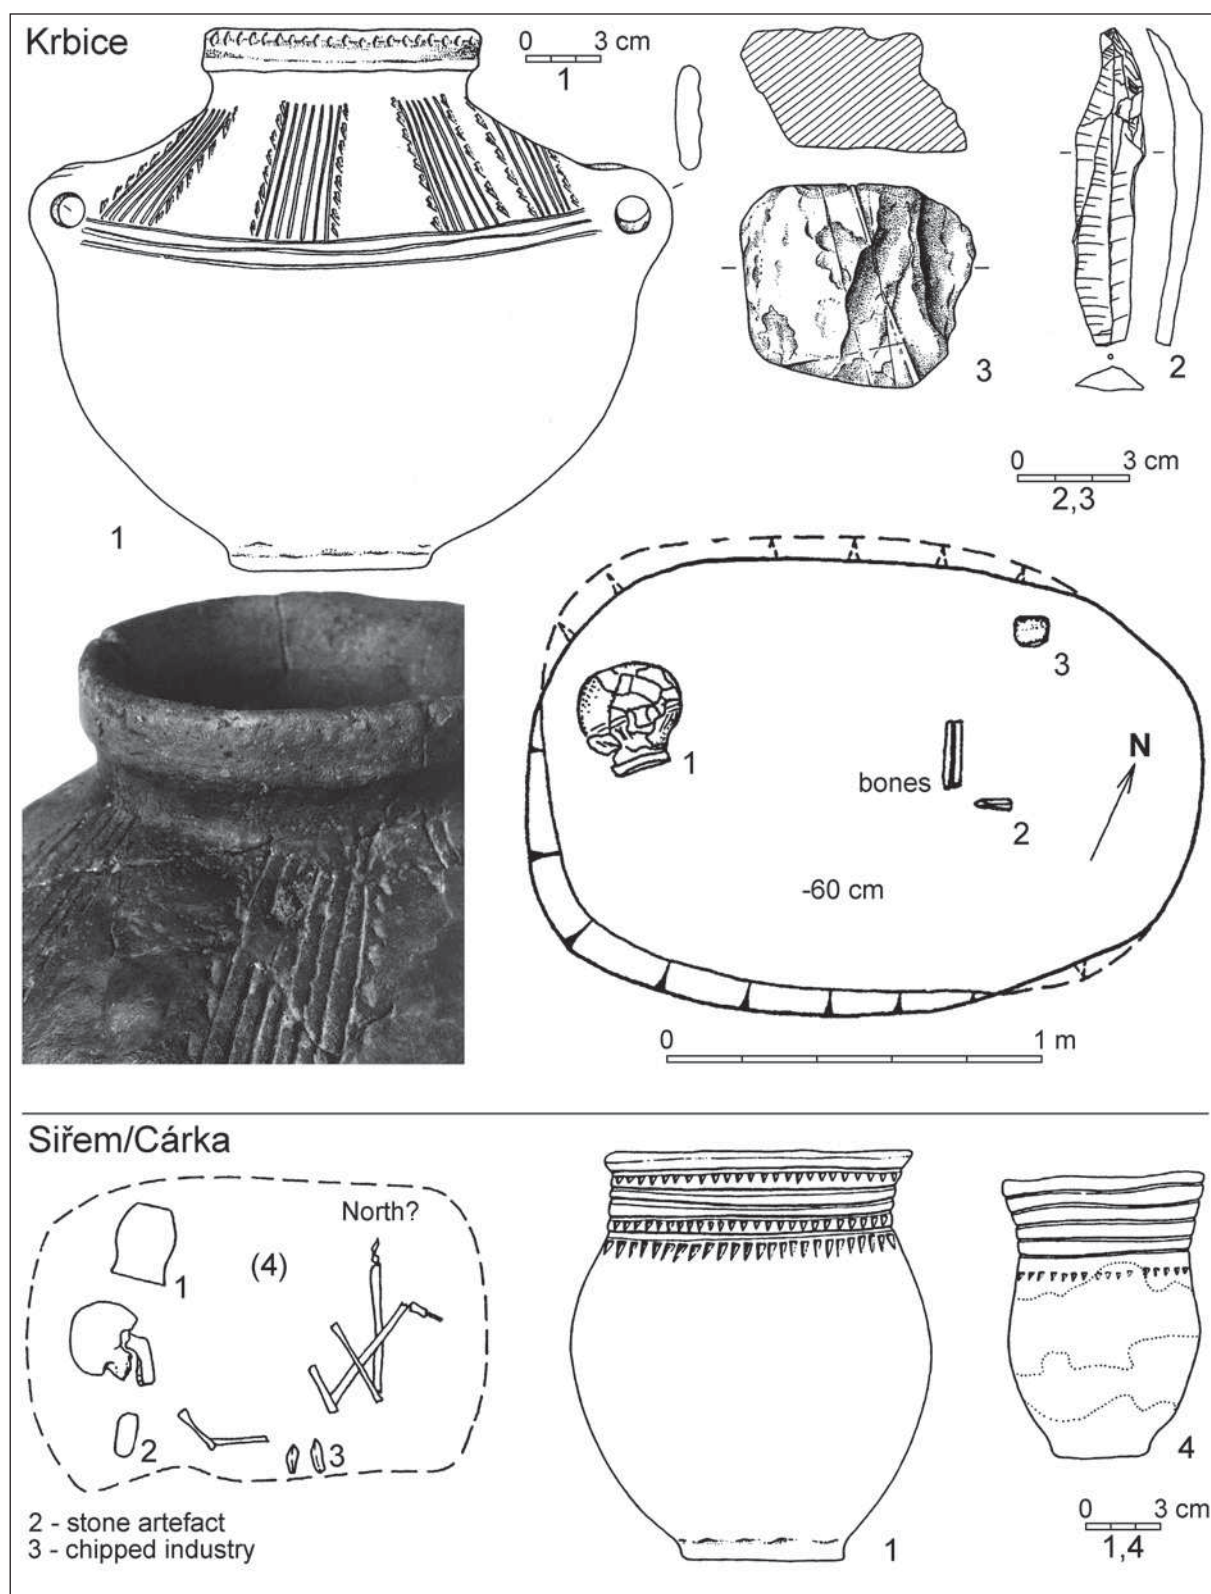 Krbice
0 3 cm
1
3
2
0 3 cm
2,3
1
1
3
bones
2
N
-60 cm
0 1 m
Siřem/Cárka
North?
1
(4)
2
3
2 - stone artefact
3 - chipped industry
1
4
0 3 cm
1,4